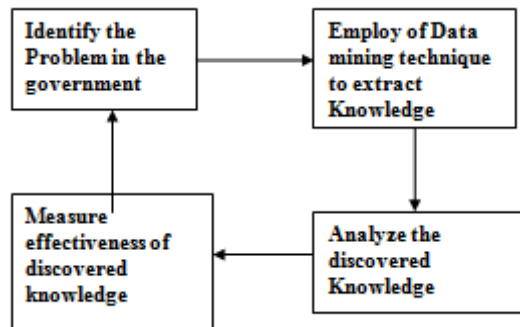 Identify the
Problem in the
government
Employ of Data
mining technique
to extract
Knowledge
Analyze the
discovered
Knowledge
Measure
effectiveness of
discovered
knowledge